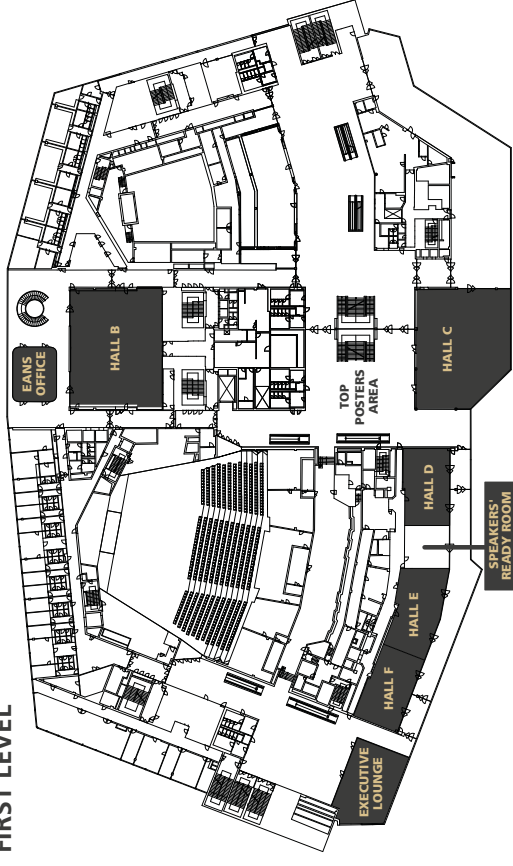 FIRST LEVEL
EANS
OFFICE
HALL B
TOP
POSTERS
AREA
HALL C
HALL D
SPEAKERS'
READY ROOM
HALL E
HALL F
EXECUTIVE
LOUNGE